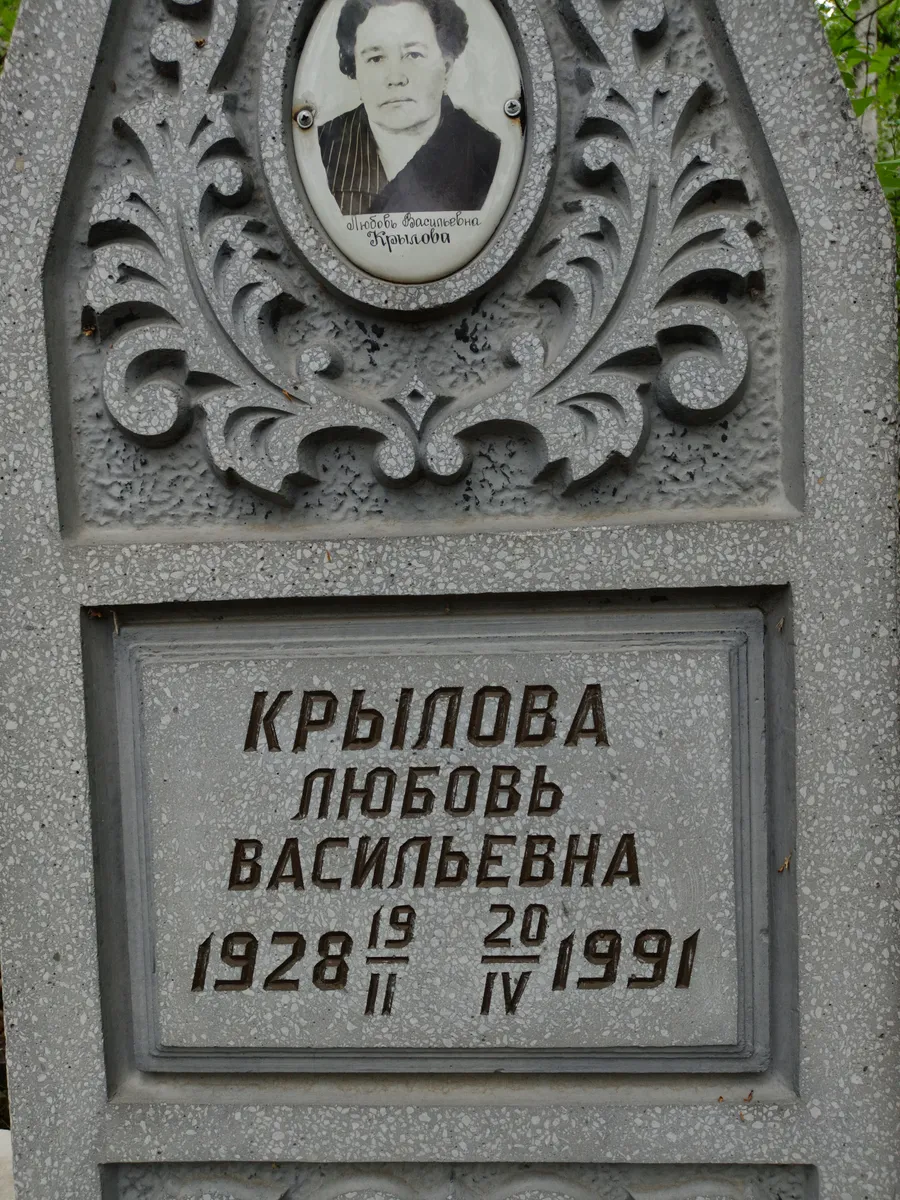 Любовь Васильевна
Крылова
КРЫЛОВА
ЛЮБОВЬ
ВАСИЛЬЕВНА
1928 19/II 20/IV 1991